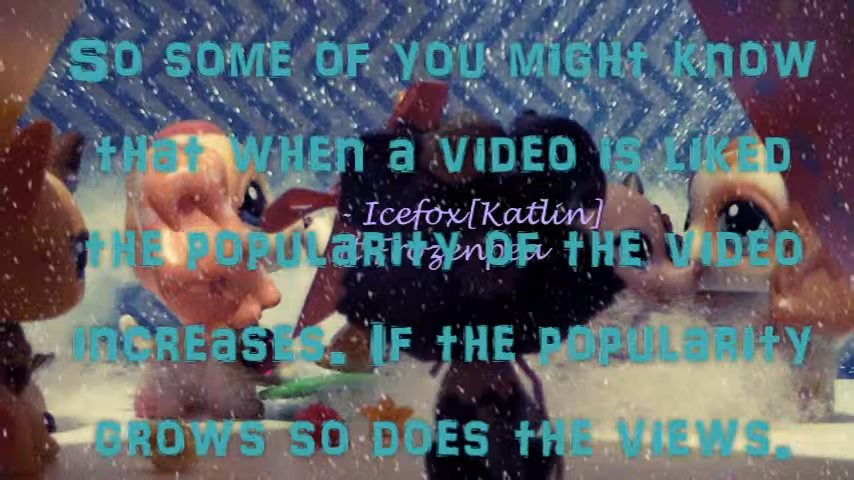 So some of you might know
that when a video is liked
- Icefox[Katlin]
the popularity of the video
increases. If the popularity
grows so does the views.